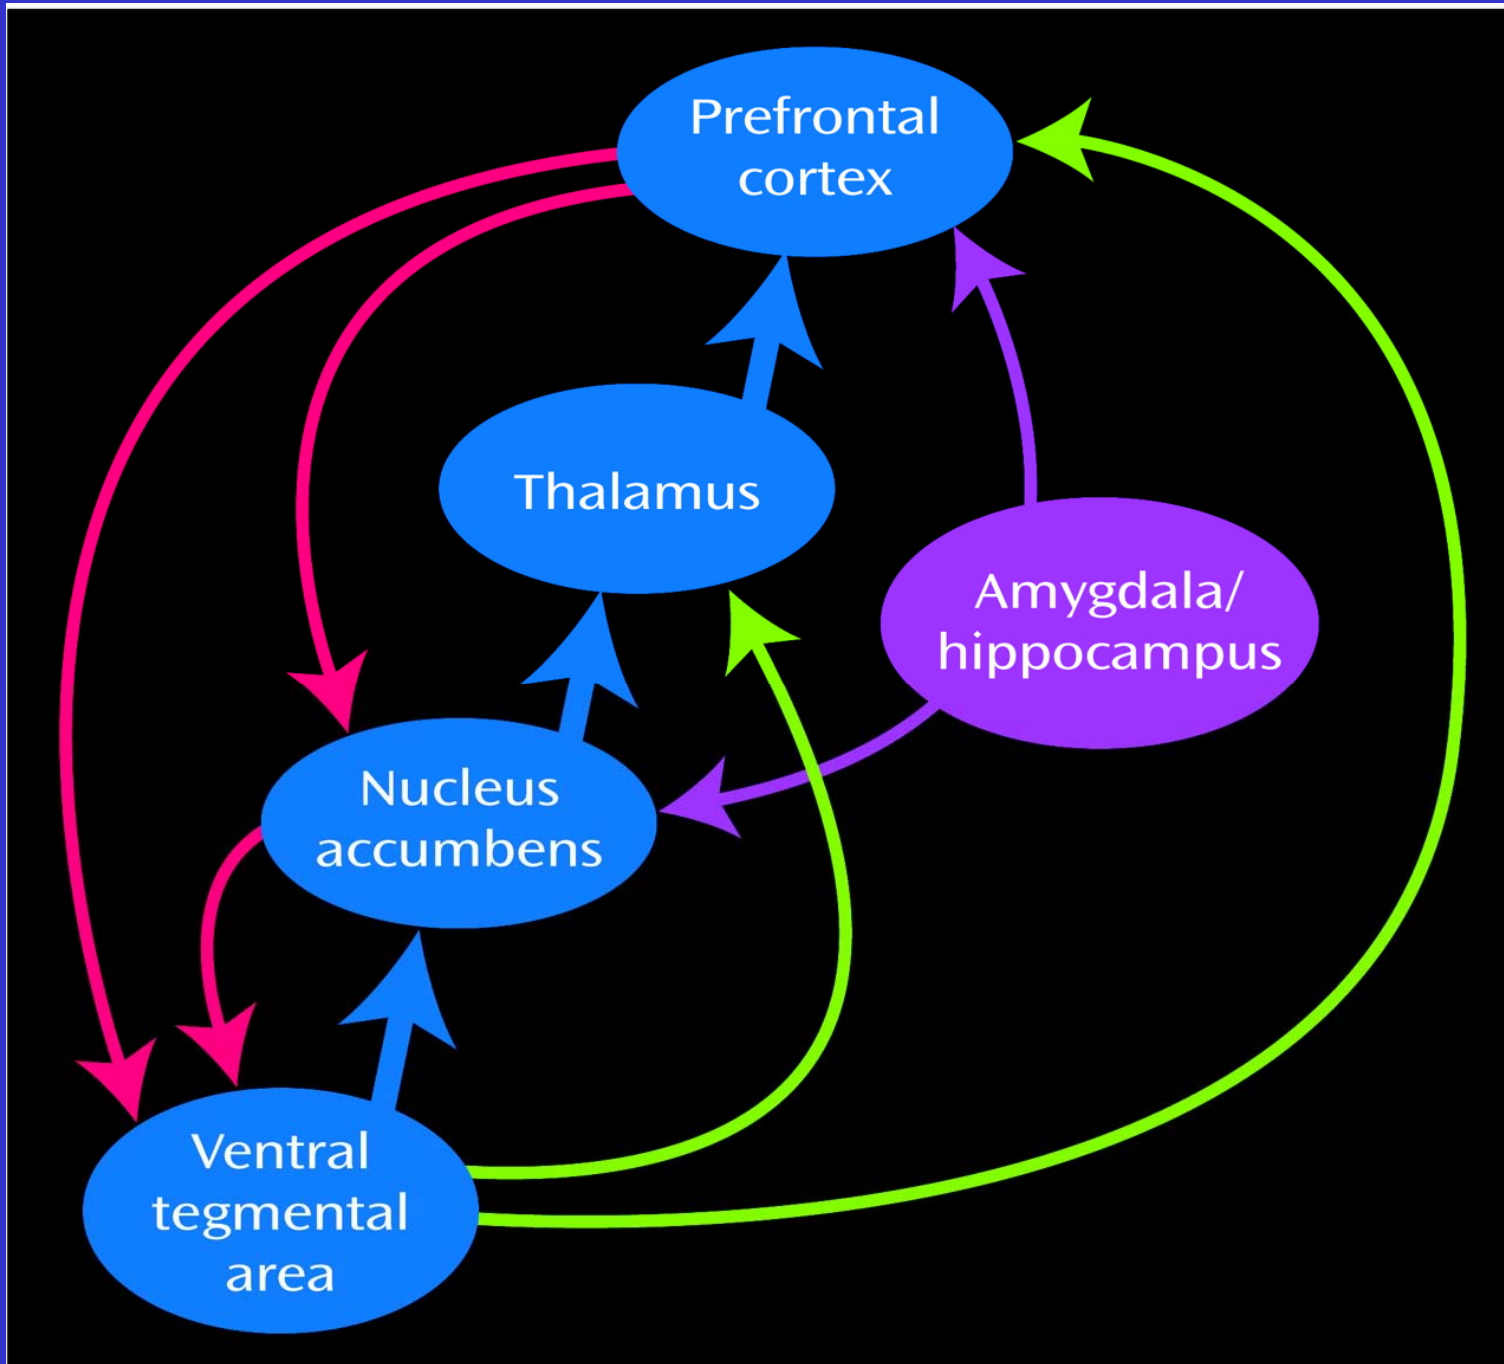 Prefrontal
cortex
Thalamus
Amygdala/
hippocampus
Nucleus
accumbens
Ventral
tegmental
area